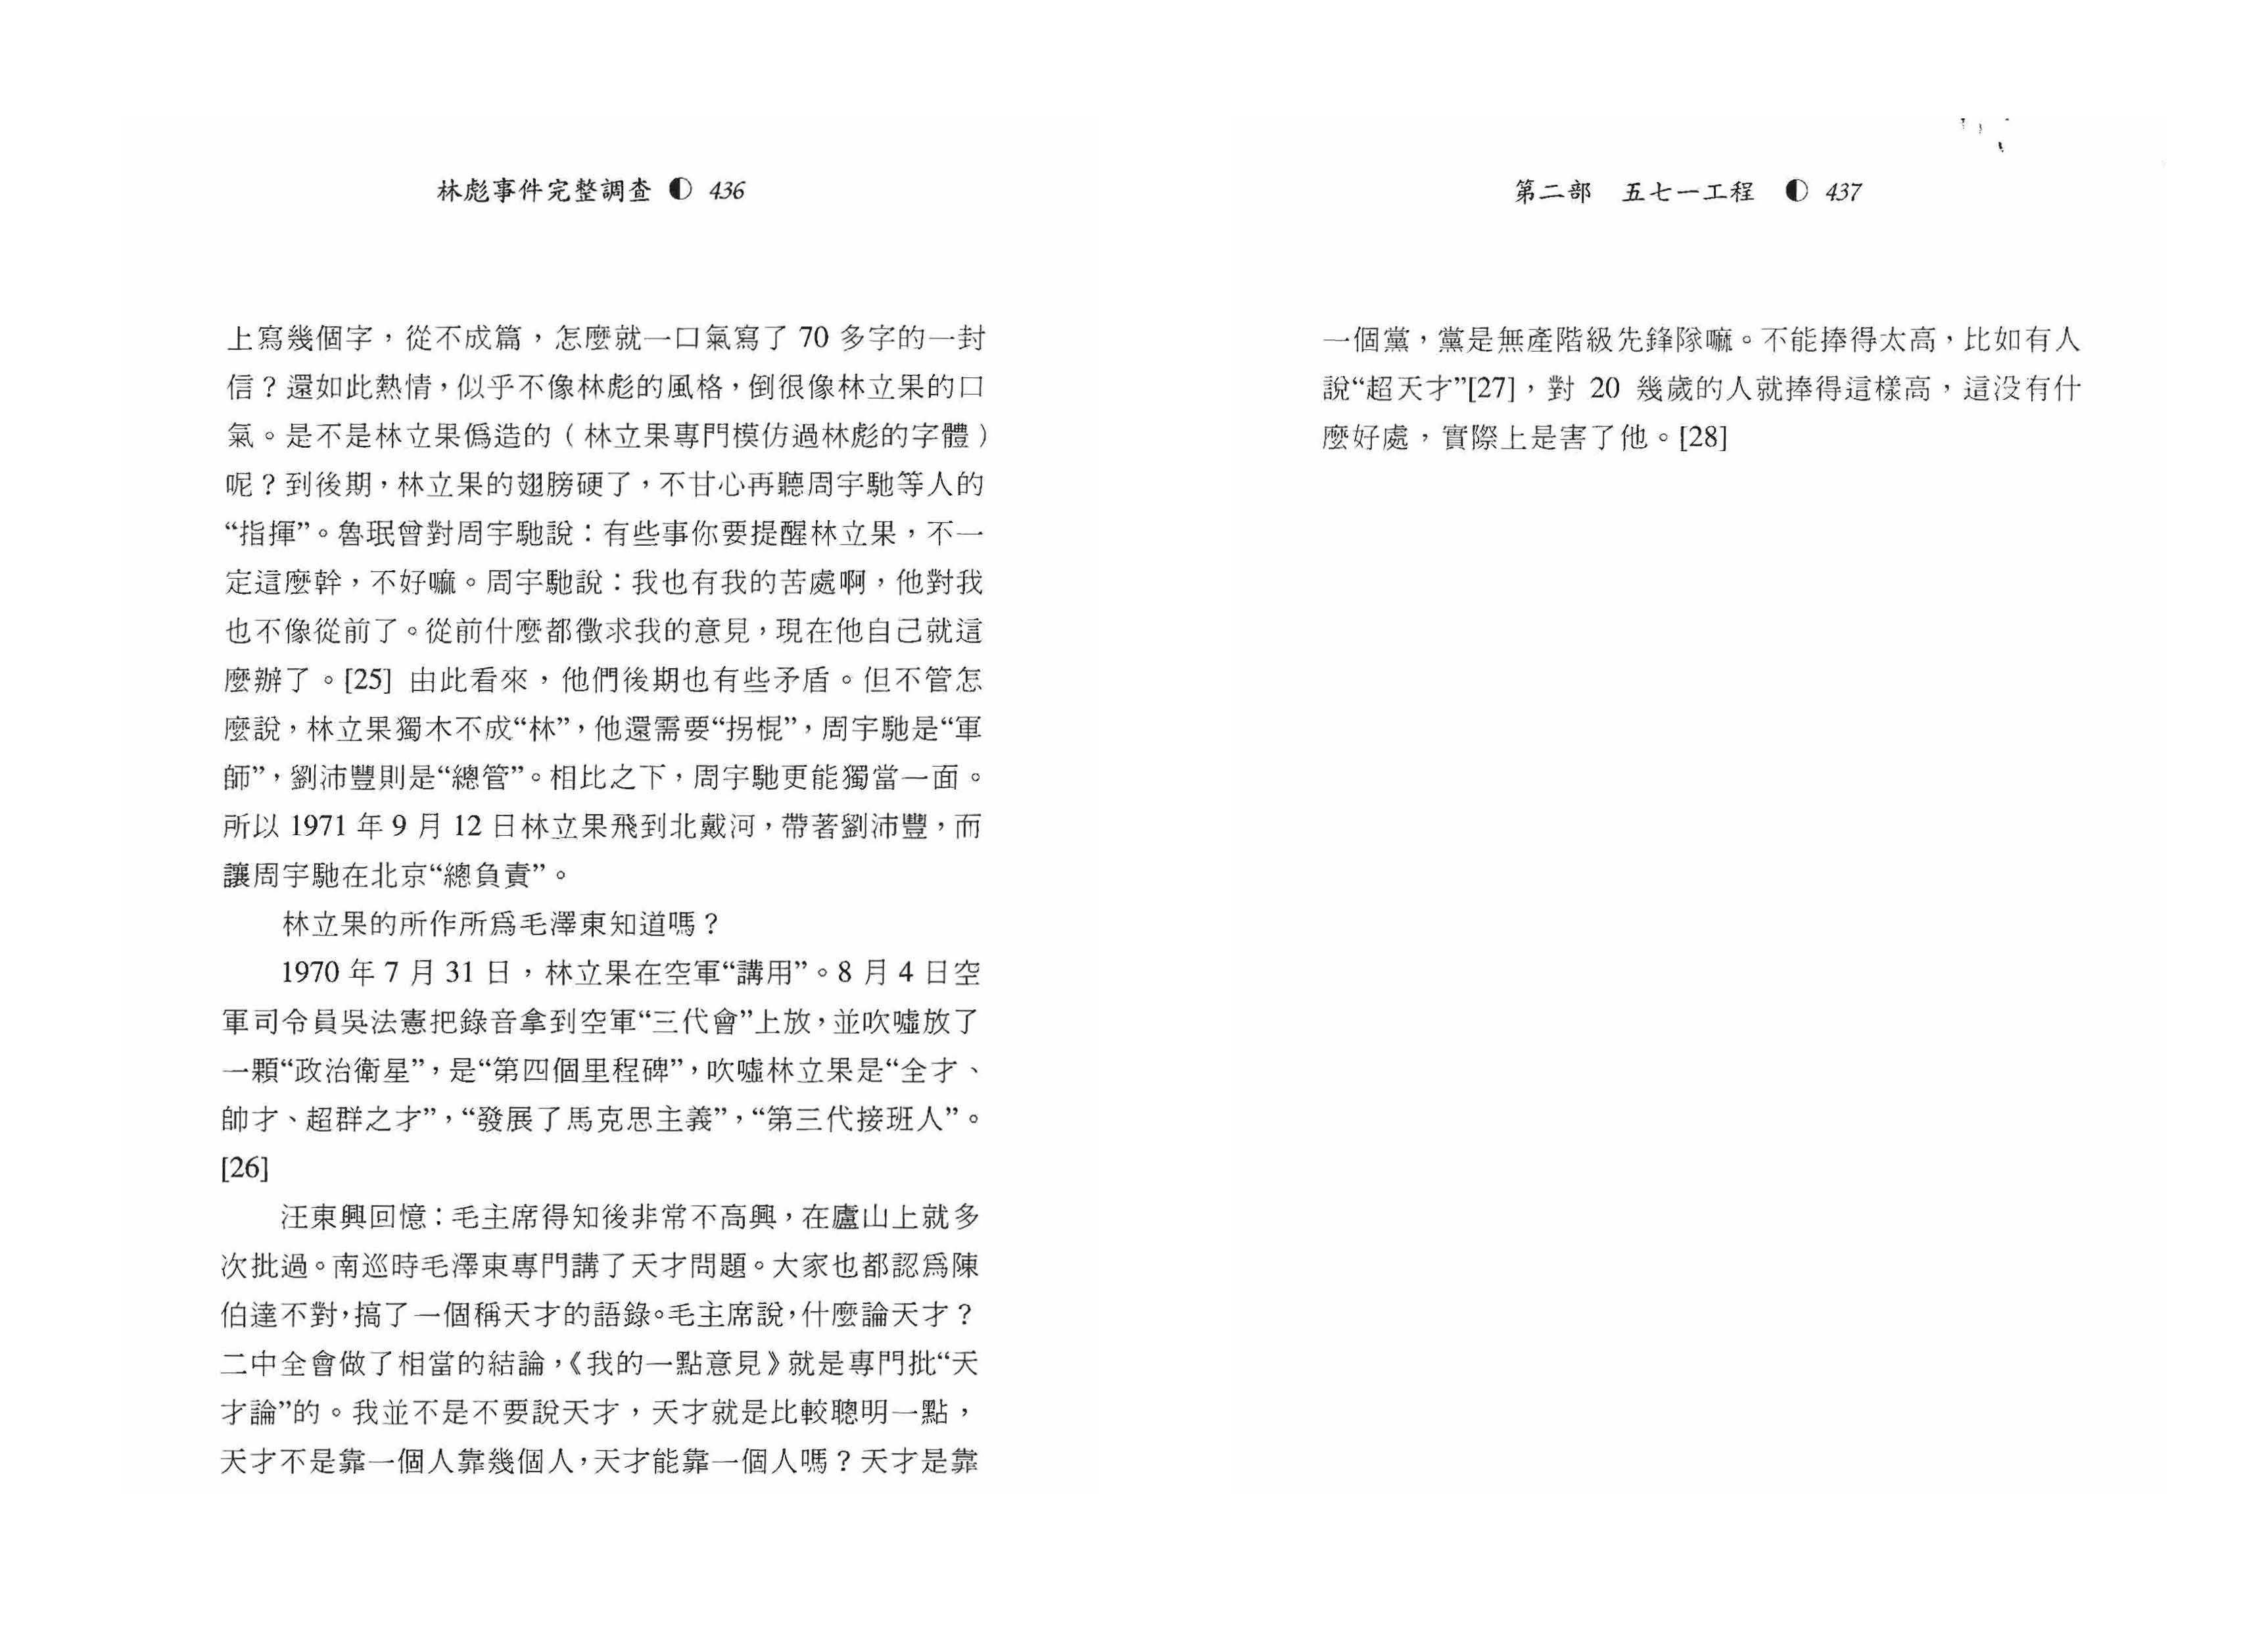 林彪事件完整調查 ◐ 436
上寫幾個字，從不成篇，怎麼就一口氣寫了 70 多字的一封
信？還如此熱情，似乎不像林彪的風格，倒很像林立果的口
氣。是不是林立果僞造的（林立果專門模仿過林彪的字體）
呢？到後期，林立果的翅膀硬了，不甘心再聽周宇馳等人的
“指揮”。魯珉曾對周宇馳說：有些事你要提醒林立果，不一
定這麼幹，不好嘛。周宇馳說：我也有我的苦處啊，他對我
也不像從前了。從前什麼都徵求我的意見，現在他自己就這
麼辦了。[25] 由此看來，他們後期也有些矛盾。但不管怎
麼說，林立果獨木不成“林”，他還需要“拐棍”，周宇馳是“軍
師”，劉沛豐則是“總管”。相比之下，周宇馳更能獨當一面。
所以 1971 年 9 月 12 日林立果飛到北戴河，帶著劉沛豐，而
讓周宇馳在北京“總負責”。
林立果的所作所爲毛澤東知道嗎？
1970 年 7 月 31 日，林立果在空軍“講用”。8 月 4 日空
軍司令員吳法憲把錄音拿到空軍“三代會”上放，並吹噓放了
一顆“政治衛星”，是“第四個里程碑”，吹噓林立果是“全才、
帥才、超群之才”，“發展了馬克思主義”，“第三代接班人”。
[26]
汪東興回憶：毛主席得知後非常不高興，在廬山上就多
次批過。南巡時毛澤東專門講了天才問題。大家也都認爲陳
伯達不對，搞了一個稱天才的語錄。毛主席說，什麼論天才？
二中全會做了相當的結論，《我的一點意見》就是專門批“天
才論”的。我並不是不要說天才，天才就是比較聰明一點，
天才不是靠一個人靠幾個人，天才能靠一個人嗎？天才是靠
第二部 五七一工程 ◐ 437
一個黨，黨是無產階級先鋒隊嘛。不能捧得太高，比如有人
說“超天才”[27]，對 20 幾歲的人就捧得這樣高，這没有什
麼好處，實際上是害了他。[28]